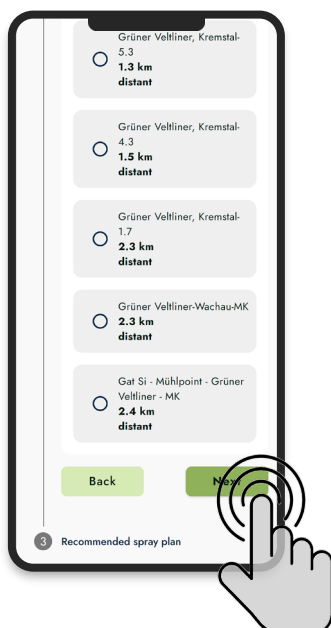 Grüner Veltliner, Kremstal-
5.3
1.3 km
distant
Grüner Veltliner, Kremstal-
4.3
1.5 km
distant
Grüner Veltliner, Kremstal-
1.7
2.3 km
distant
Grüner Veltliner-Wachau-MK
2.3 km
distant
Gat Si - Mühlpoint - Grüner
Veltliner - MK
2.4 km
distant
Back
Next
3 Recommended spray plan